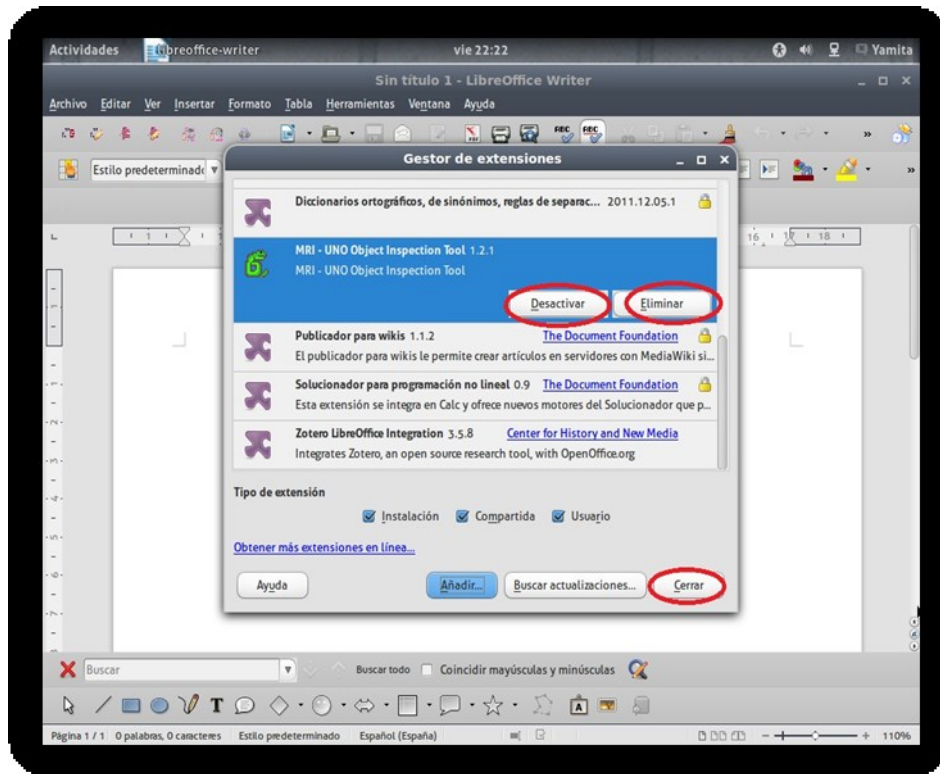 Actividades libreoffice-writer vie 22:22 Yamita
Sin título 1 - LibreOffice Writer
Archivo Editar Ver Insertar Formato Tabla Herramientas Ventana Ayuda
Estilo predeterminado
Gestor de extensiones
Diccionarios ortográficos, de sinónimos, reglas de separac... 2011.12.05.1
MRI - UNO Object Inspection Tool 1.2.1
MRI - UNO Object Inspection Tool
Desactivar Eliminar
Publicador para wikis 1.1.2 The Document Foundation
El publicador para wikis le permite crear artículos en servidores con MediaWiki si...
Solucionador para programación no lineal 0.9 The Document Foundation
Esta extensión se integra en Calc y ofrece nuevos motores del Solucionador que p...
Zotero LibreOffice Integration 3.5.8 Center for History and New Media
Integrates Zotero, an open source research tool, with OpenOffice.org
Tipo de extensión
Instalación Compartida Usuario
Obtener más extensiones en línea...
Ayuda Añadir... Buscar actualizaciones... Cerrar
Buscar Buscar todo Coincidir mayúsculas y minúsculas
Página 1 / 1 0 palabras, 0 caracteres Estilo predeterminado Español (España) 110%